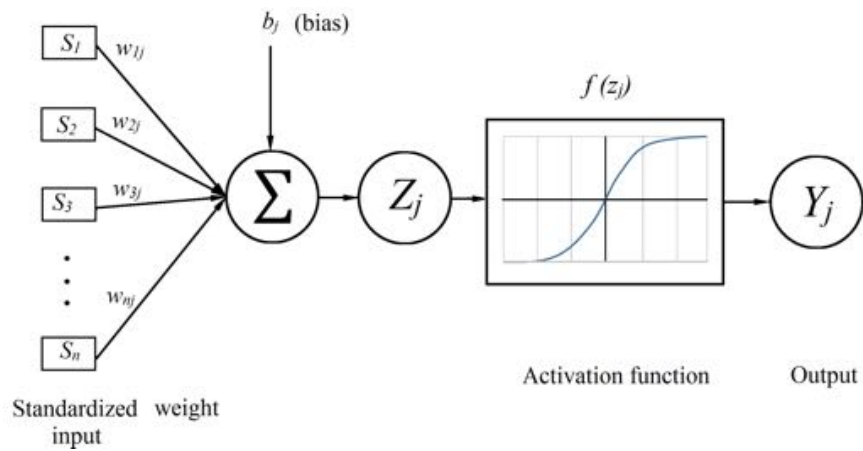 S₁
w₁ⱼ
bⱼ (bias)
S₂
w₂ⱼ
S₃
w₃ⱼ
Σ
Zⱼ
f (zⱼ)
Yⱼ
wₙⱼ
Sₙ
Standardized
input
weight
Activation function
Output